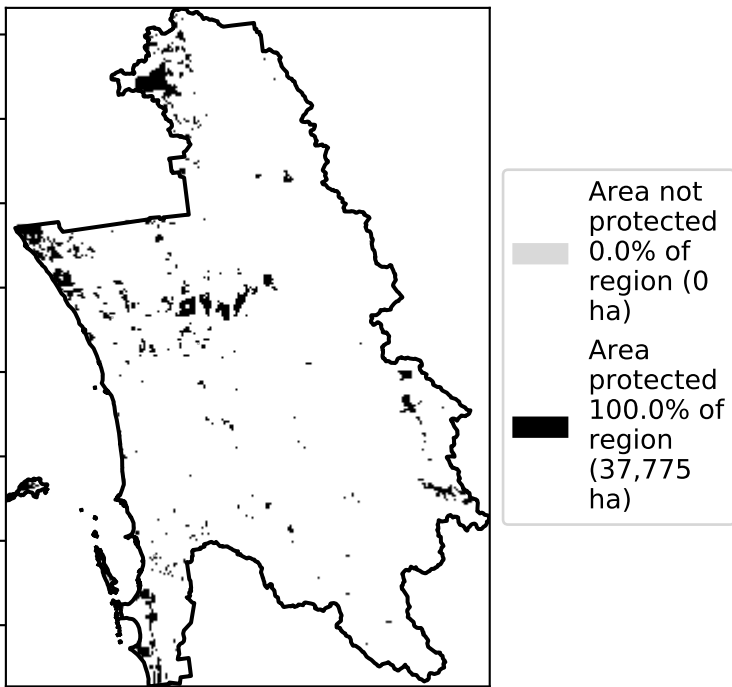 Area not
protected
0.0% of
region (0
ha)
Area
protected
100.0% of
region
(37,775
ha)